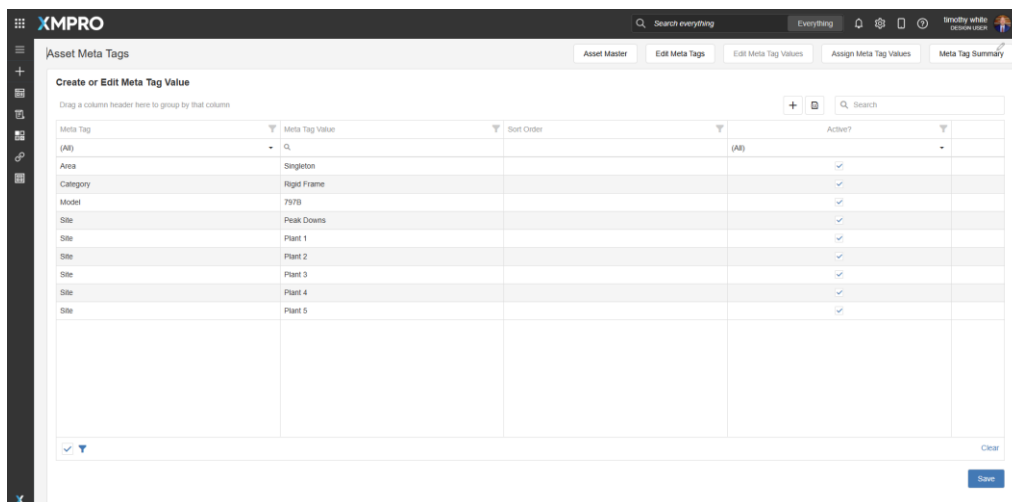 XMPRO Search everything Everything timothy white
DESIGN USER
Asset Meta Tags Asset Master Edit Meta Tags Edit Meta Tag Values Assign Meta Tag Values Meta Tag Summary
Create or Edit Meta Tag Value
Drag a column header here to group by that column Search
Meta Tag Meta Tag Value Sort Order Active?
(All) (All)
Area Singleton
Category Rigid Frame
Model 797B
Site Peak Downs
Site Plant 1
Site Plant 2
Site Plant 3
Site Plant 4
Site Plant 5
Clear
Save